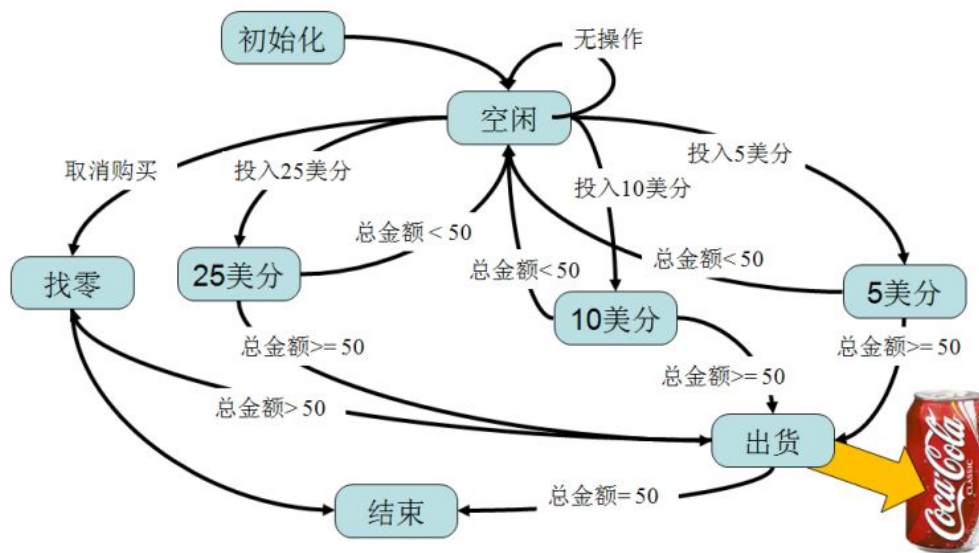 初始化
无操作
空闲
取消购买
投入25美分
投入10美分
投入5美分
总金额 < 50
总金额< 50
总金额<50
找零
25美分
10美分
5美分
总金额>= 50
总金额>= 50
总金额>= 50
总金额> 50
出货
总金额= 50
结束
Coca-Cola
CLASSIC